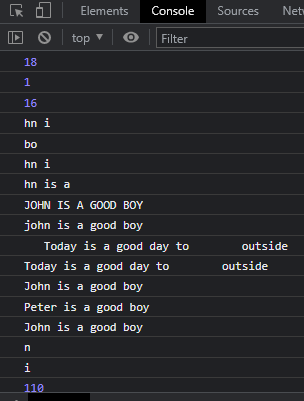 Elements Console Sources Netw
top Filter
18
1
16
hn i
bo
hn i
hn is a
JOHN IS A GOOD BOY
john is a good boy
   Today is a good day to        outside
Today is a good day to        outside
John is a good boy
Peter is a good boy
John is a good boy
n
i
110